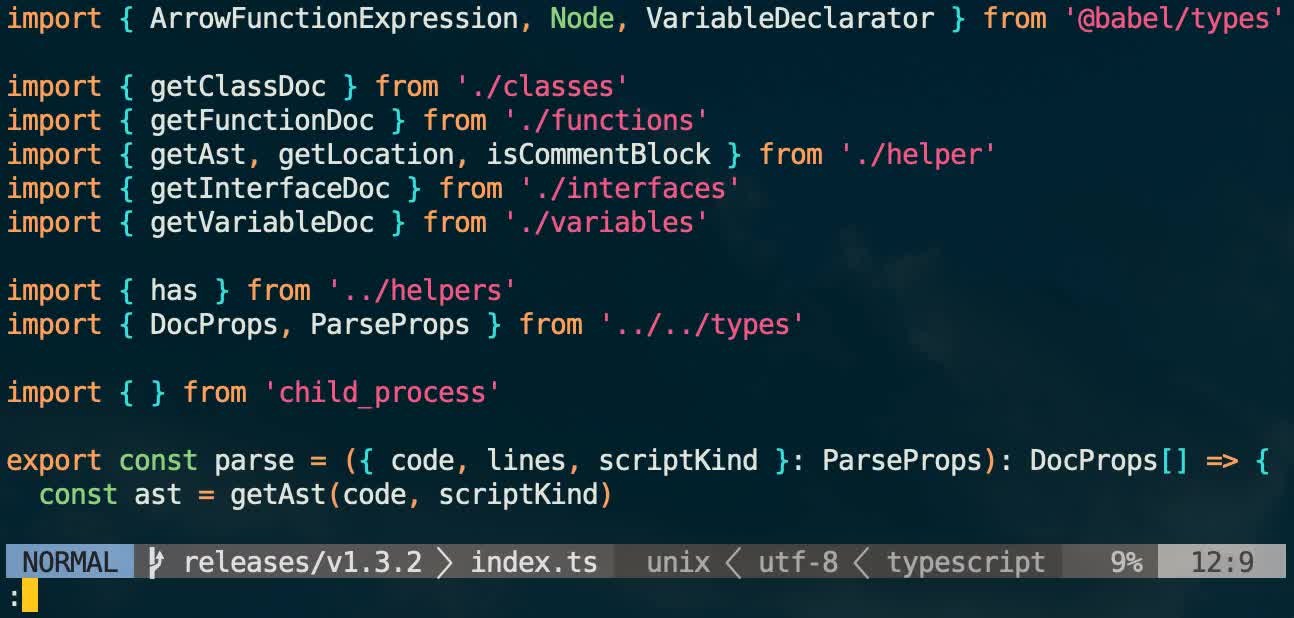 import { ArrowFunctionExpression, Node, VariableDeclarator } from '@babel/types'
import { getClassDoc } from './classes'
import { getFunctionDoc } from './functions'
import { getAst, getLocation, isCommentBlock } from './helper'
import { getInterfaceDoc } from './interfaces'
import { getVariableDoc } from './variables'
import { has } from '../helpers'
import { DocProps, ParseProps } from '../../types'
import { } from 'child_process'
export const parse = ({ code, lines, scriptKind }: ParseProps): DocProps[] => {
  const ast = getAst(code, scriptKind)
NORMAL releases/v1.3.2 index.ts unix utf-8 typescript 9% 12:9
: